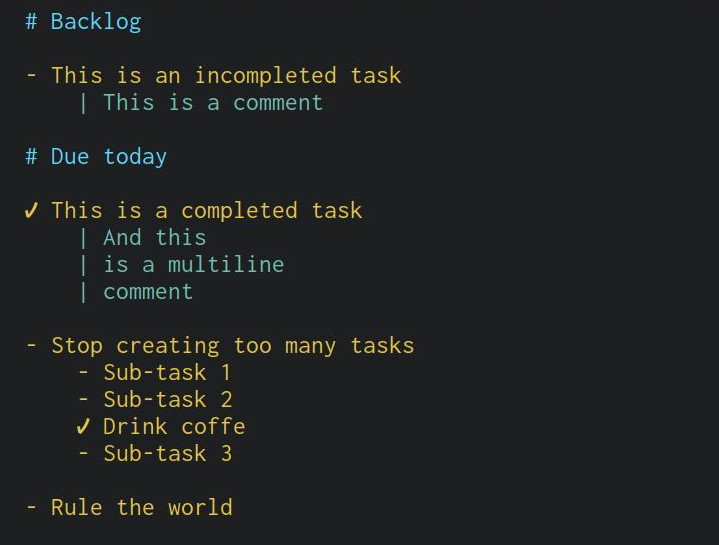 # Backlog
- This is an incompleted task
| This is a comment
# Due today
✓ This is a completed task
| And this
| is a multiline
| comment
- Stop creating too many tasks
- Sub-task 1
- Sub-task 2
✓ Drink coffe
- Sub-task 3
- Rule the world